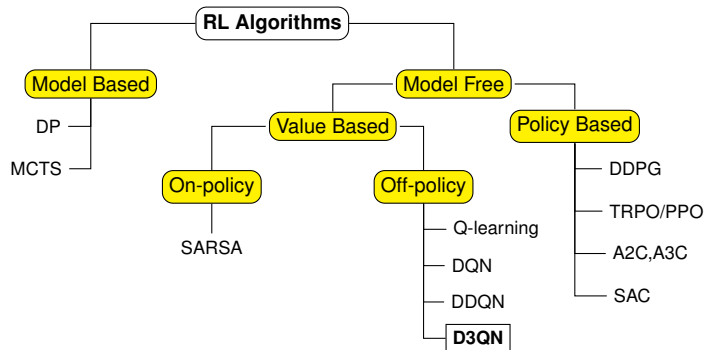 RL Algorithms
Model Based
Model Free
DP
Value Based
Policy Based
MCTS
On-policy
Off-policy
DDPG
SARSA
Q-learning
TRPO/PPO
DQN
A2C,A3C
DDQN
SAC
D3QN